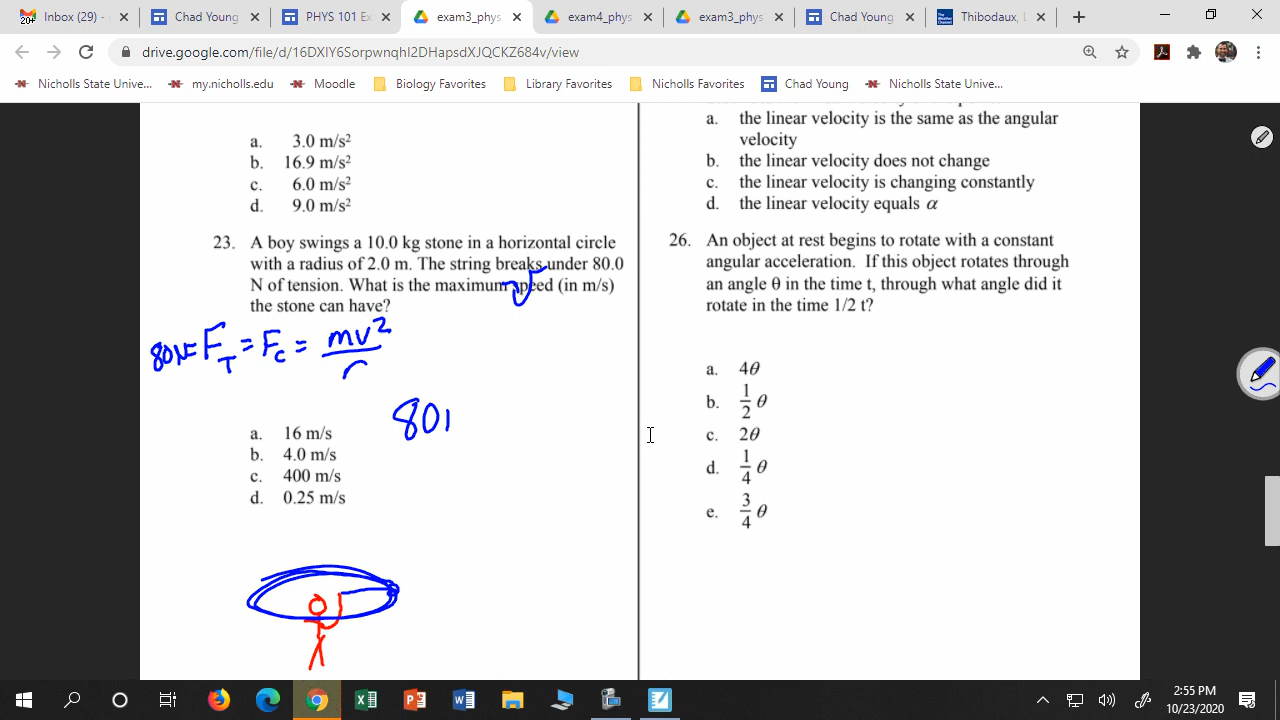 Inbox (29) -
20+
PHYS 101 Ex
exam3_phys
exam4_phys
exam3_phys
Chad Young
Thibodaux, L
drive.google.com/file/d/16DXlY6Sorpwnqhl2DHapsdXJQCKZ684v/view
Nicholls State Unive...
my.nicholls.edu
Moodle
Biology Favorites
Library Favorites
Nicholls Favorites
Chad Young
Nicholls State Unive...
a. 3.0 m/s²
b. 16.9 m/s²
c. 6.0 m/s²
d. 9.0 m/s²
23. A boy swings a 10.0 kg stone in a horizontal circle
with a radius of 2.0 m. The string breaks under 80.0
N of tension. What is the maximum speed (in m/s)
the stone can have?
v
80N = F_T = F_C = mv²/r
80
a. 16 m/s
b. 4.0 m/s
c. 400 m/s
d. 0.25 m/s
a. the linear velocity is the same as the angular
velocity
b. the linear velocity does not change
c. the linear velocity is changing constantly
d. the linear velocity equals α
26. An object at rest begins to rotate with a constant
angular acceleration. If this object rotates through
an angle θ in the time t, through what angle did it
rotate in the time 1/2 t?
a. 4θ
b. 1/2 θ
c. 2θ
d. 1/4 θ
e. 3/4 θ
2:55 PM
10/23/2020